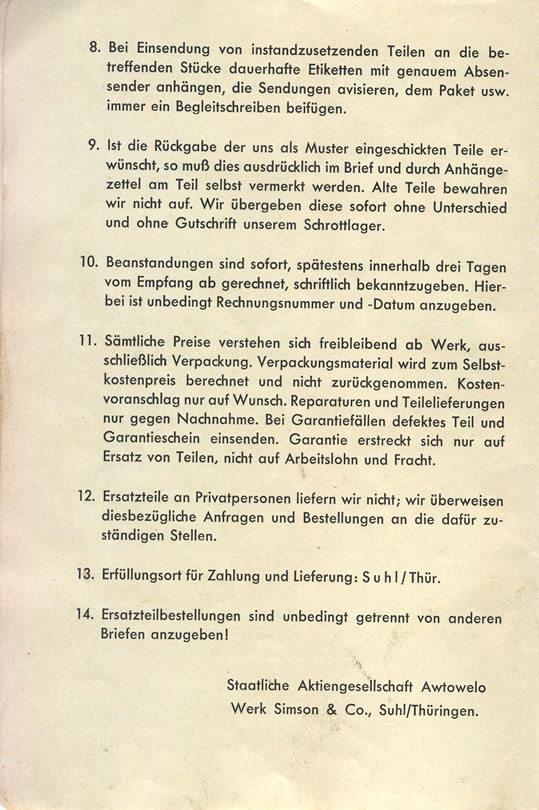 8. Bei Einsendung von instandzusetzenden Teilen an die be-
treffenden Stücke dauerhafte Etiketten mit genauem Absen-
sender anhängen, die Sendungen avisieren, dem Paket usw.
immer ein Begleitschreiben beifügen.
9. Ist die Rückgabe der uns als Muster eingeschickten Teile er-
wünscht, so muß dies ausdrücklich im Brief und durch Anhänge-
zettel am Teil selbst vermerkt werden. Alte Teile bewahren
wir nicht auf. Wir übergeben diese sofort ohne Unterschied
und ohne Gutschrift unserem Schrottlager.
10. Beanstandungen sind sofort, spätestens innerhalb drei Tagen
vom Empfang ab gerechnet, schriftlich bekanntzugeben. Hier-
bei ist unbedingt Rechnungsnummer und -Datum anzugeben.
11. Sämtliche Preise verstehen sich freibleibend ab Werk, aus-
schließlich Verpackung. Verpackungsmaterial wird zum Selbst-
kostenpreis berechnet und nicht zurückgenommen. Kosten-
voranschlag nur auf Wunsch. Reparaturen und Teilelieferungen
nur gegen Nachnahme. Bei Garantiefällen defektes Teil und
Garantieschein einsenden. Garantie erstreckt sich nur auf
Ersatz von Teilen, nicht auf Arbeitslohn und Fracht.
12. Ersatzteile an Privatpersonen liefern wir nicht; wir überweisen
diesbezügliche Anfragen und Bestellungen an die dafür zu-
ständigen Stellen.
13. Erfüllungsort für Zahlung und Lieferung: Suhl/Thür.
14. Ersatzteilbestellungen sind unbedingt getrennt von anderen
Briefen anzugeben!
Staatliche Aktiengesellschaft Awtowelo
Werk Simson & Co., Suhl/Thüringen.